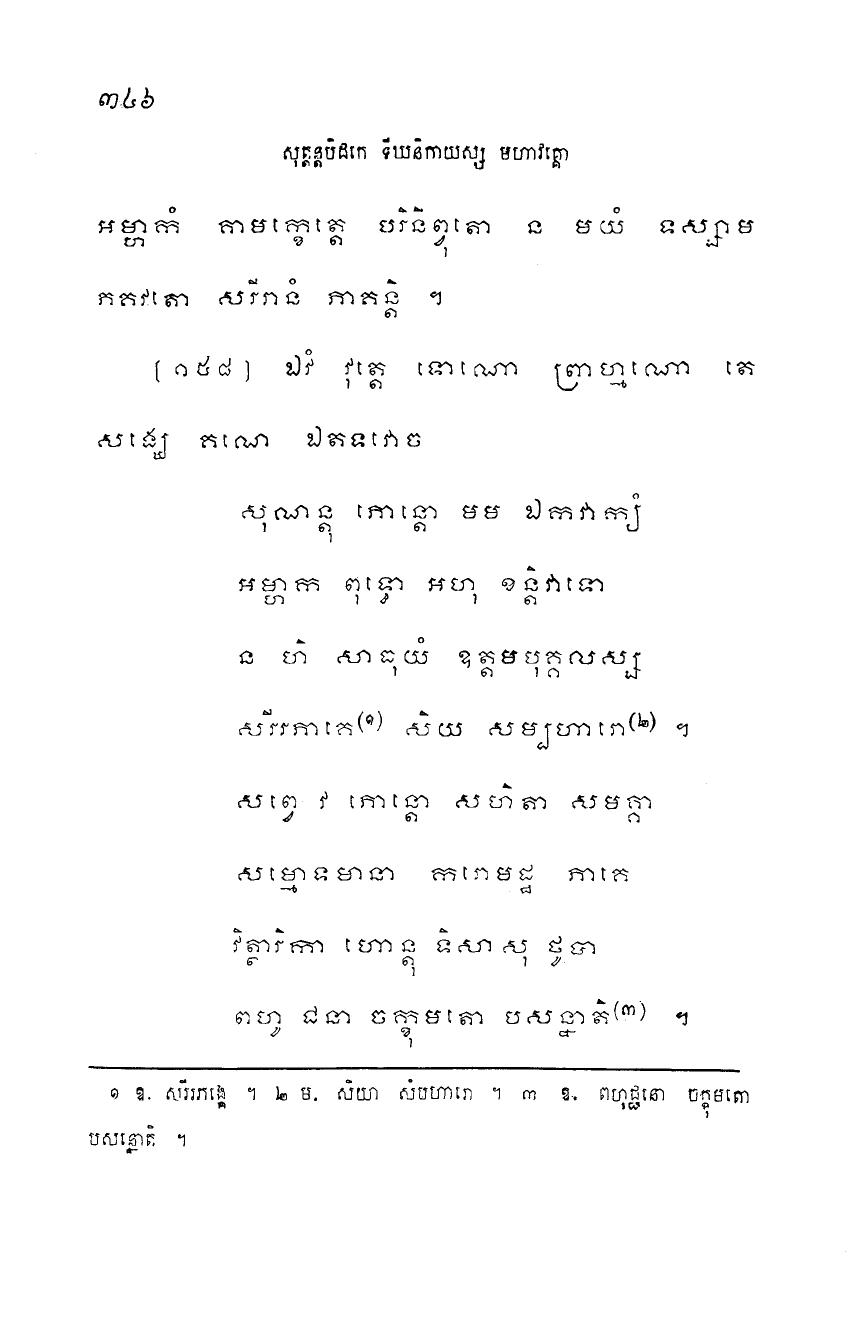 ៣៤៦
សុត្តន្តបិដកេ ទីឃនិកាយស្ស មហាវគ្គោ
អម្ហាកំ គាមក្ខេត្តេ បរិនិព្វុតោ ន មយំ ទស្សាម
ភគវតោ សរីរានំ ភាគន្តិ ។
[១៥៨] ឯវំ វុត្តេ ទោណោ ព្រាហ្មណោ តេ
សង្ឃេ គណេ ឯតទវោច
សុណន្តុ ភោន្តោ មម ឯកវាក្យំ
អម្ហាក ពុទ្ធោ អហុ ខន្តិវាទោ
ន ហិ សាធុយំ ឧត្តមបុគ្គលស្ស
សរីរភាគេ(១) សិយ សម្បហារោ(២) ។
សព្វេ វ ភោន្តោ សហិតា សមគ្គា
សម្មោទមានា ករោមដ្ឋ ភាគេ
វិត្ថារិកា ហោន្តុ ទិសាសុ ថូបា
ពហូ ជនា ចក្ខុមតោ បសន្នាតិ(៣) ។
១ ឱ. សរីរភង្គេ ។ ២ ម. សិយា សំបហារោ ។ ៣ ឱ. ពហុជ្ជនោ ចក្ខុមតោ
បសន្នោតិ ។